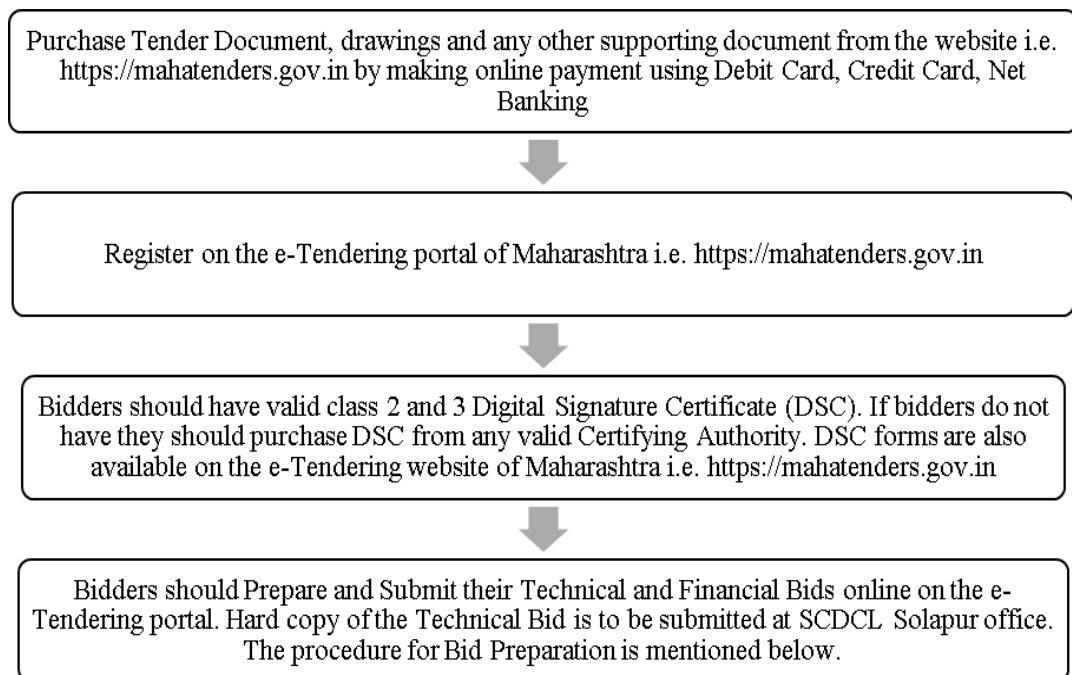 Purchase Tender Document, drawings and any other supporting document from the website i.e.
https://mahatenders.gov.in by making online payment using Debit Card, Credit Card, Net
Banking
Register on the e-Tendering portal of Maharashtra i.e. https://mahatenders.gov.in
Bidders should have valid class 2 and 3 Digital Signature Certificate (DSC). If bidders do not
have they should purchase DSC from any valid Certifying Authority. DSC forms are also
available on the e-Tendering website of Maharashtra i.e. https://mahatenders.gov.in
Bidders should Prepare and Submit their Technical and Financial Bids online on the e-
Tendering portal. Hard copy of the Technical Bid is to be submitted at SCDCL Solapur office.
The procedure for Bid Preparation is mentioned below.